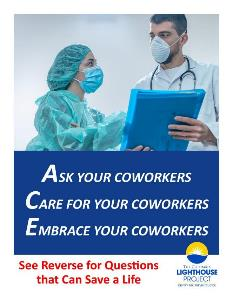 ASK YOUR COWORKERS
CARE FOR YOUR COWORKERS
EMBRACE YOUR COWORKERS
See Reverse for Questions
that Can Save a Life
LIGHTHOUSE
PROJECT